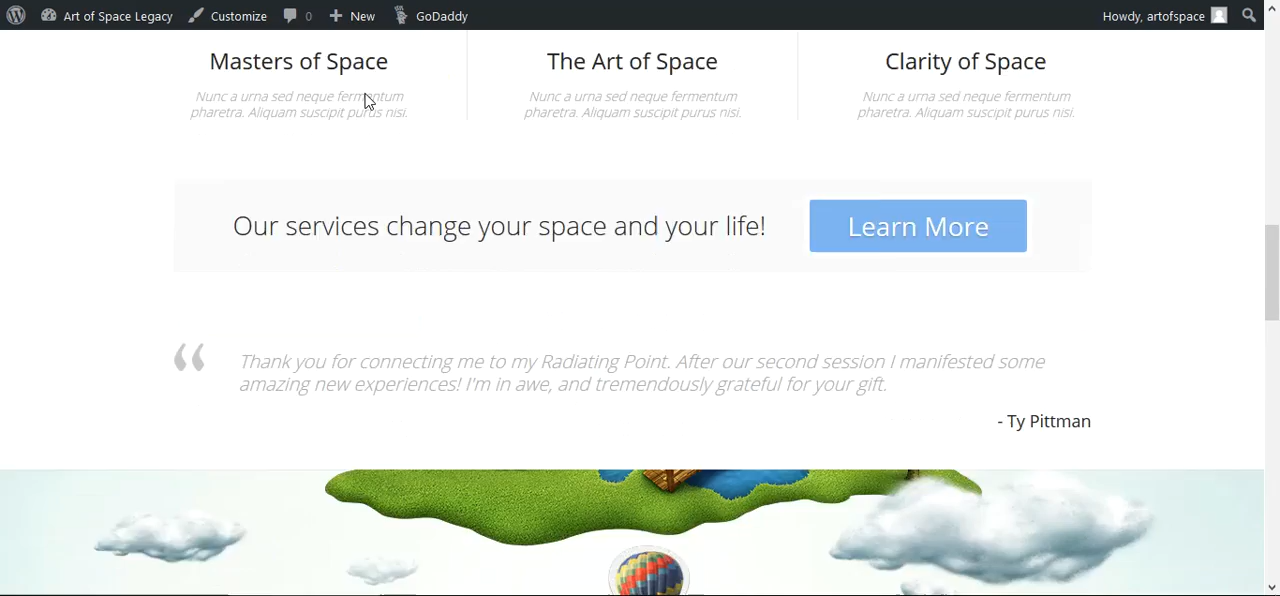 Art of Space Legacy Customize 0 New GoDaddy Howdy, artofspace
Masters of Space The Art of Space Clarity of Space
Nunc a urna sed neque fermentum Nunc a urna sed neque fermentum Nunc a urna sed neque fermentum
pharetra. Aliquam suscipit purus nisi. pharetra. Aliquam suscipit purus nisi. pharetra. Aliquam suscipit purus nisi.
Our services change your space and your life! Learn More
“ Thank you for connecting me to my Radiating Point. After our second session I manifested some
amazing new experiences! I'm in awe, and tremendously grateful for your gift.
- Ty Pittman